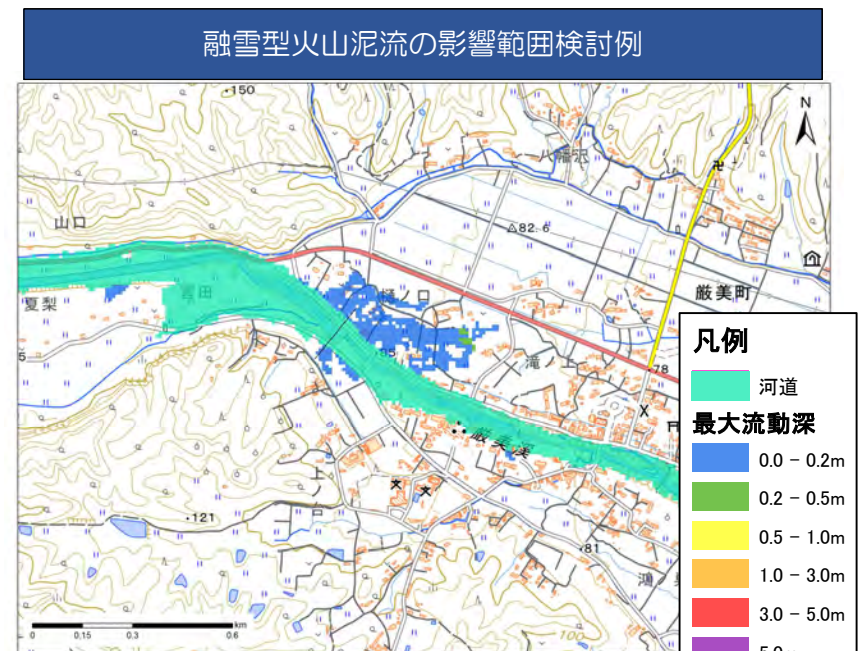 融雪型火山泥流の影響範囲検討例
150
N
八幡沢
山口
82.6
厳美町
夏梨
樋ノ口
95
滝ノ上
78
厳美渓
121
81
100
km
0
0.15
0.3
0.6
凡例
河道
最大流動深
0.0 - 0.2m
0.2 - 0.5m
0.5 - 1.0m
1.0 - 3.0m
3.0 - 5.0m